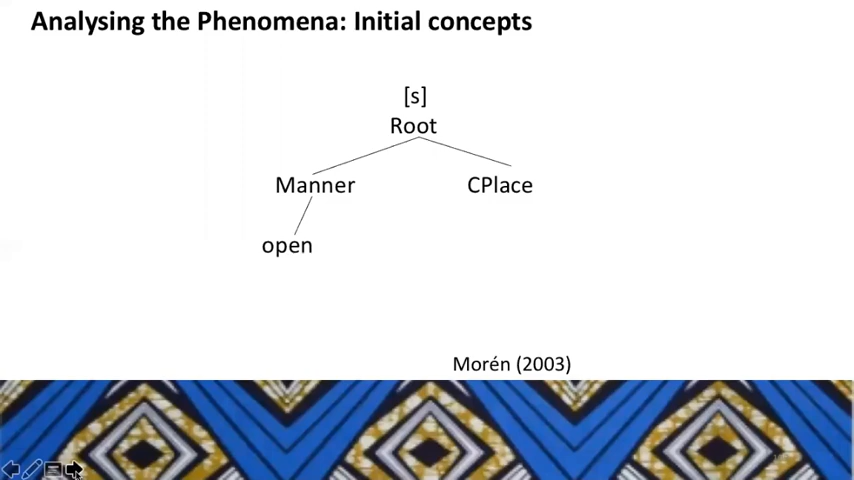 Analysing the Phenomena: Initial concepts
[s]
Root
Manner CPlace
open
Morén (2003)